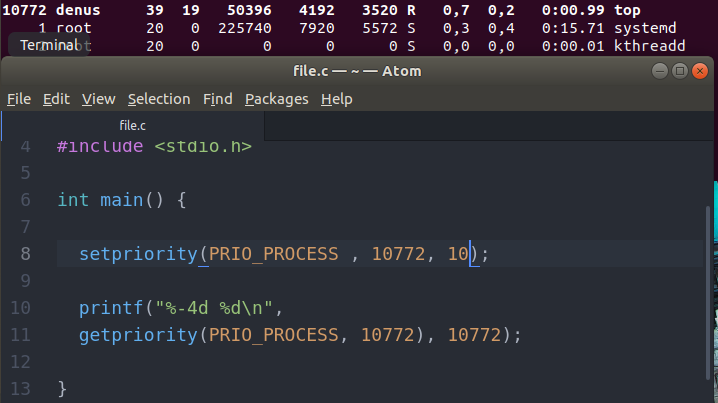 10772 denus 39 19 50396 4192 3520 R 0,7 0,2 0:00.99 top
1 root 20 0 225740 7920 5572 S 0,3 0,4 0:15.71 systemd
20 0 0 0 0 S 0,0 0,0 0:00.01 kthreadd
Terminal
file.c — ~ — Atom
File Edit View Selection Find Packages Help
file.c
4 #include <stdio.h>
5
6 int main() {
7
8 setpriority(PRIO_PROCESS , 10772, 10);
9
10 printf("%-4d %d\n",
11 getpriority(PRIO_PROCESS, 10772), 10772);
12
13 }